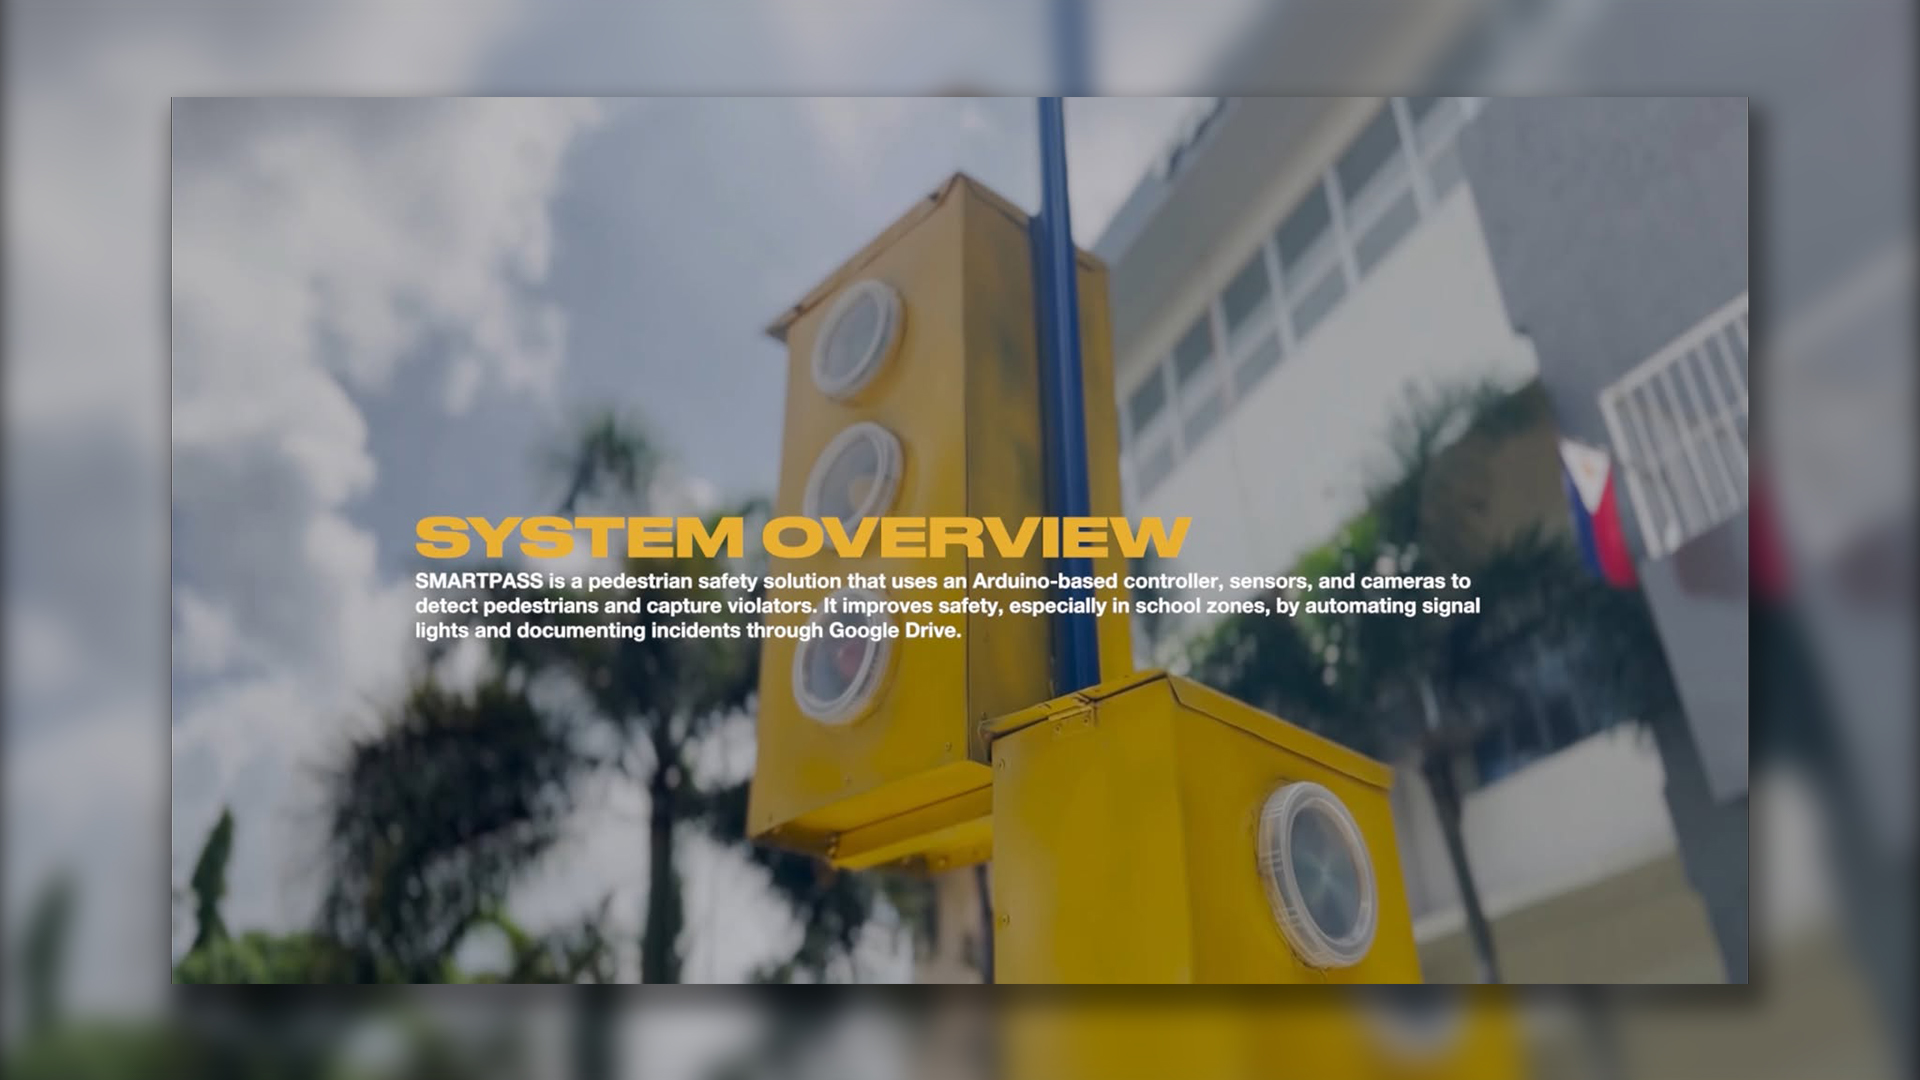 SYSTEM OVERVIEW
SMARTPASS is a pedestrian safety solution that uses an Arduino-based controller, sensors, and cameras to
detect pedestrians and capture violators. It improves safety, especially in school zones, by automating signal
lights and documenting incidents through Google Drive.